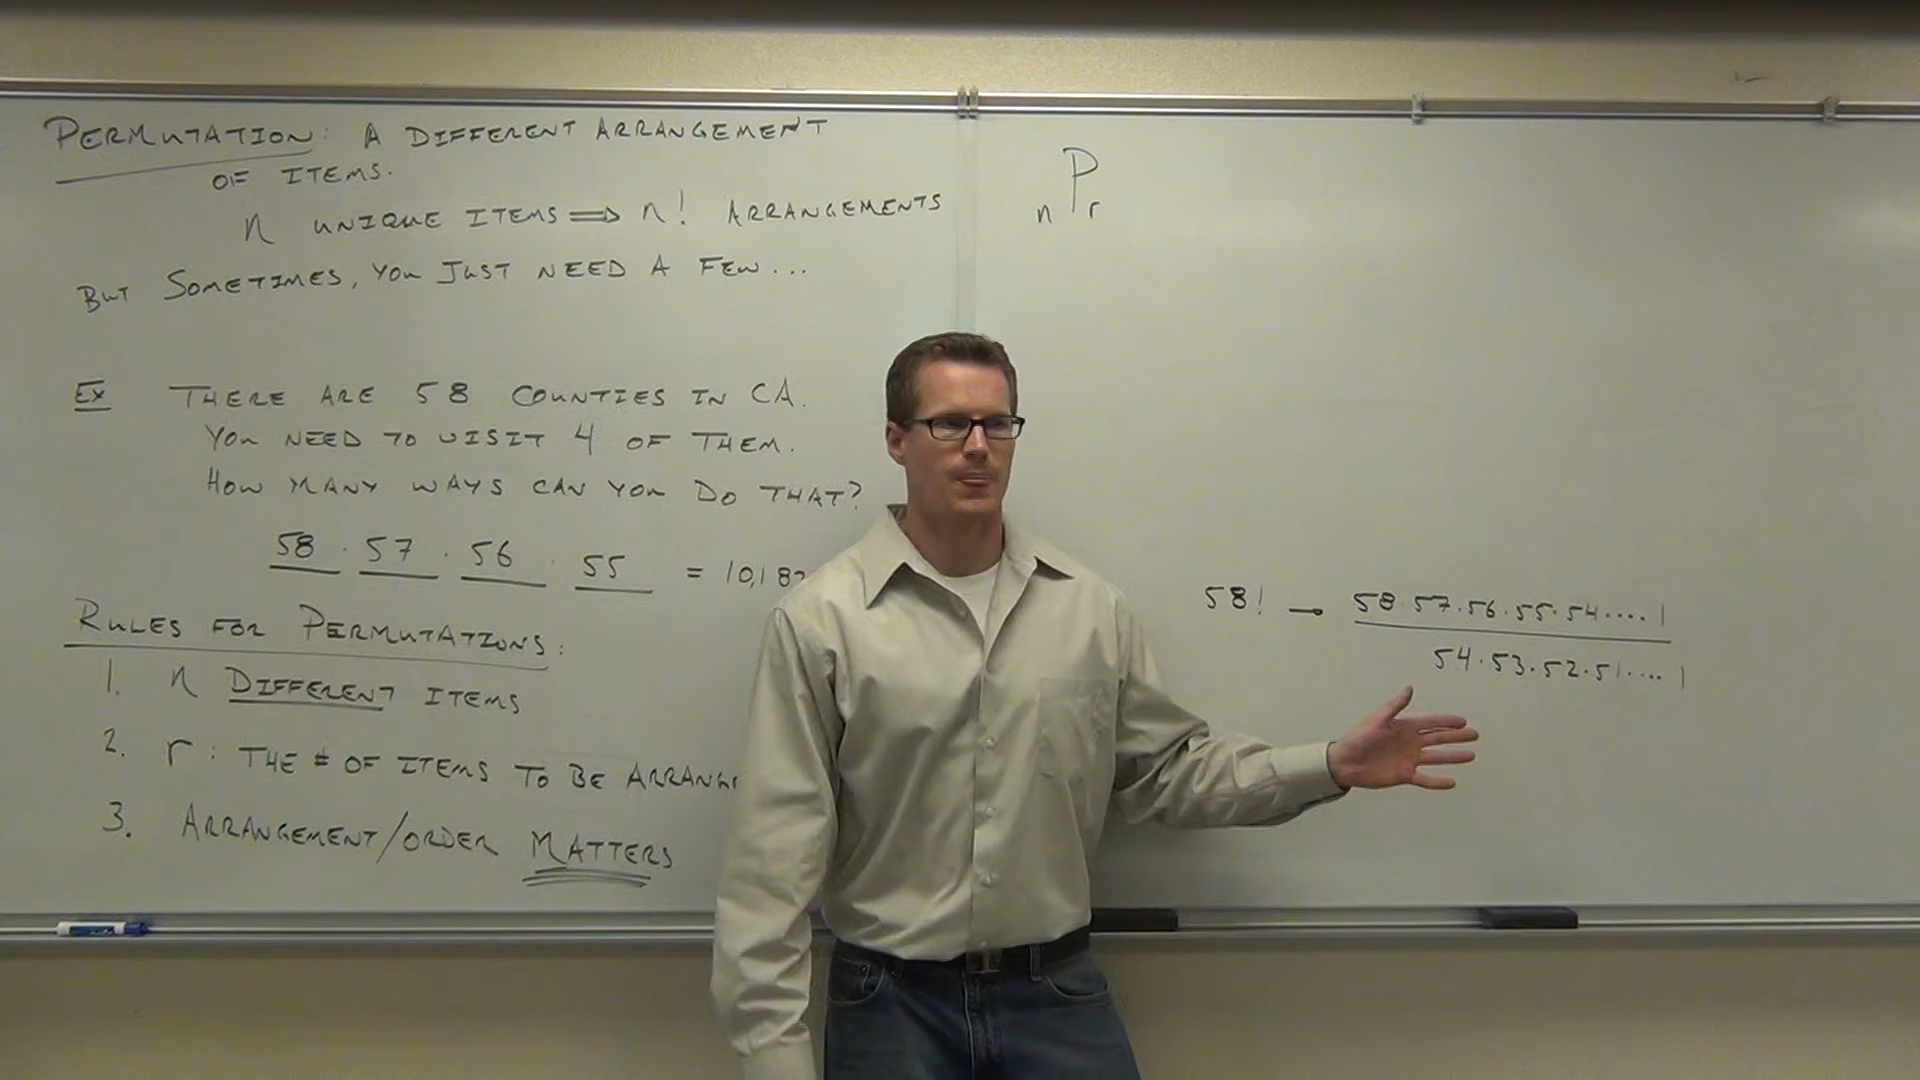 PERMUTATION: A DIFFERENT ARRANGEMENT
OF ITEMS.
n UNIQUE ITEMS ⟹ n! ARRANGEMENTS
BUT SOMETIMES, YOU JUST NEED A FEW...
EX THERE ARE 58 COUNTIES IN CA.
YOU NEED TO VISIT 4 OF THEM.
HOW MANY WAYS CAN YOU DO THAT?
58 · 57 · 56 · 55 = 10,18
RULES FOR PERMUTATIONS:
1. n DIFFERENT ITEMS
2. r: THE # OF ITEMS TO BE
3. ARRANGEMENT/ORDER MATTERS
nPr
58! → 58·57·56·55·54····1
54·53·52·51····1